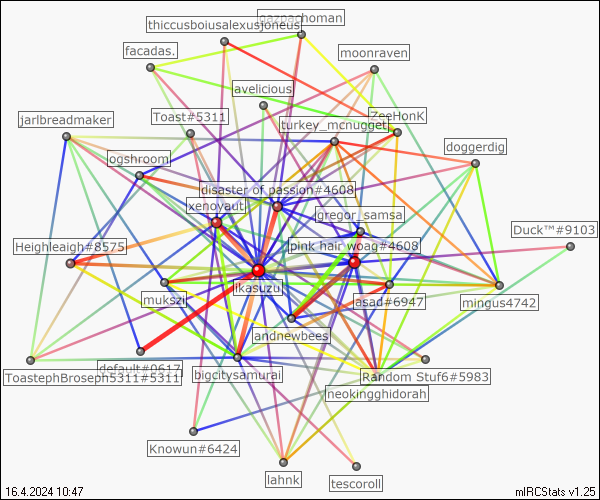 gazpachoman
thiccusboiusalexusjoneus
facadas.
moonraven
avelicious
Toast#5311
ZeeHonK
jarlbreadmaker
turkey_mcnugget
ogshroom
doggerdig
disaster of passion#4608
xenoyaut
gregor_samsa
Duck™#9103
Heighleaigh#8575
pink hair woag#4608
ikasuzu
mukszi
asad#6947
mingus4742
andnewbees
default#0617
ToastephBroseph5311#5311
bigcitysamurai
Random Stuf6#5983
neokingghidorah
Knowun#6424
lahnk
tescoroll
16.4.2024 10:47
mIRCStats v1.25